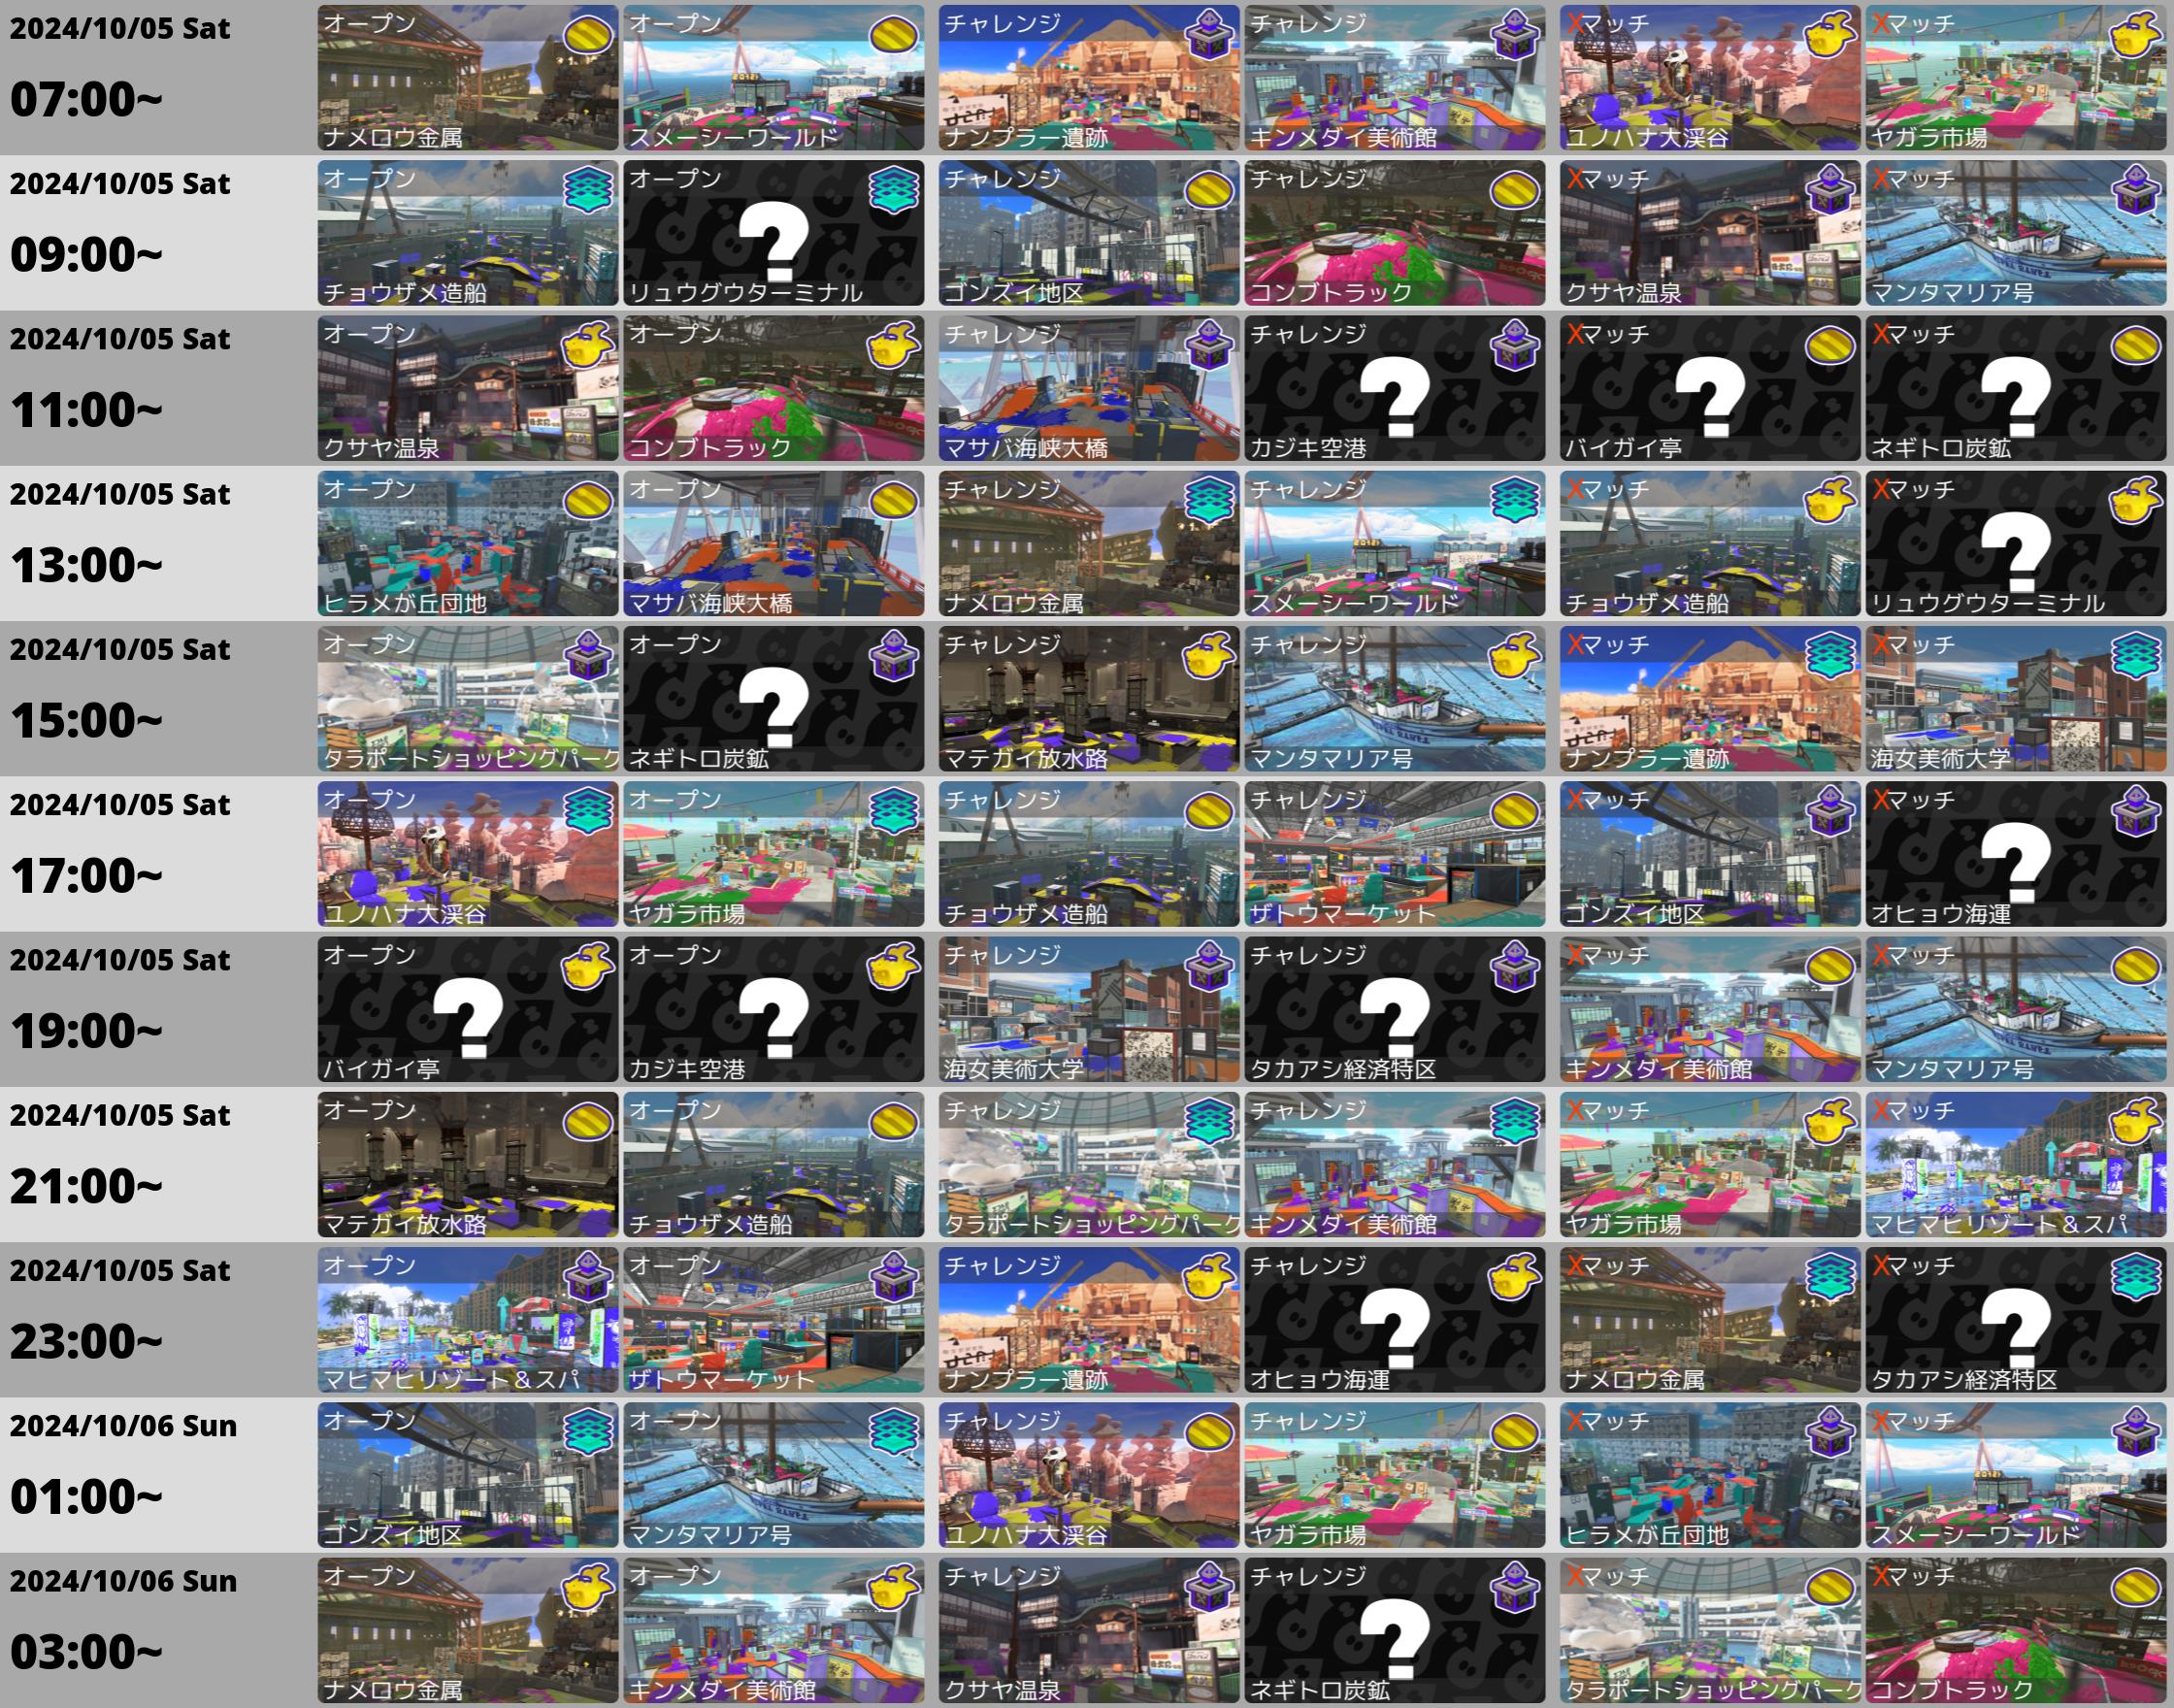 2024/10/05 Sat
07:00~
オープン
ナメロウ金属
オープン
スメーシーワールド
チャレンジ
ナンプラー遺跡
チャレンジ
キンメダイ美術館
Xマッチ
ユノハナ大渓谷
Xマッチ
ヤガラ市場
2024/10/05 Sat
09:00~
オープン
チョウザメ造船
オープン
?
リュウグウターミナル
チャレンジ
ゴンズイ地区
チャレンジ
コンブトラック
Xマッチ
クサヤ温泉
Xマッチ
マンタマリア号
2024/10/05 Sat
11:00~
オープン
クサヤ温泉
オープン
コンブトラック
チャレンジ
マサバ海峡大橋
チャレンジ
?
カジキ空港
Xマッチ
?
バイガイ亭
Xマッチ
?
ネギトロ炭鉱
2024/10/05 Sat
13:00~
オープン
ヒラメが丘団地
オープン
マサバ海峡大橋
チャレンジ
ナメロウ金属
チャレンジ
スメーシーワールド
Xマッチ
チョウザメ造船
Xマッチ
?
リュウグウターミナル
2024/10/05 Sat
15:00~
オープン
タラポートショッピングパーク
オープン
?
ネギトロ炭鉱
チャレンジ
マテガイ放水路
チャレンジ
マンタマリア号
Xマッチ
ナンプラー遺跡
Xマッチ
海女美術大学
2024/10/05 Sat
17:00~
オープン
ユノハナ大渓谷
オープン
ヤガラ市場
チャレンジ
チョウザメ造船
チャレンジ
ザトウマーケット
Xマッチ
ゴンズイ地区
Xマッチ
?
オヒョウ海運
2024/10/05 Sat
19:00~
オープン
?
バイガイ亭
オープン
?
カジキ空港
チャレンジ
海女美術大学
チャレンジ
?
タカアシ経済特区
Xマッチ
キンメダイ美術館
Xマッチ
マンタマリア号
2024/10/05 Sat
21:00~
オープン
マテガイ放水路
オープン
チョウザメ造船
チャレンジ
タラポートショッピングパーク
チャレンジ
キンメダイ美術館
Xマッチ
ヤガラ市場
Xマッチ
マヒマヒリゾート＆スパ
2024/10/05 Sat
23:00~
オープン
マヒマヒリゾート＆スパ
オープン
ザトウマーケット
チャレンジ
ナンプラー遺跡
チャレンジ
?
オヒョウ海運
Xマッチ
ナメロウ金属
Xマッチ
?
タカアシ経済特区
2024/10/06 Sun
01:00~
オープン
ゴンズイ地区
オープン
マンタマリア号
チャレンジ
ユノハナ大渓谷
チャレンジ
ヤガラ市場
Xマッチ
ヒラメが丘団地
Xマッチ
スメーシーワールド
2024/10/06 Sun
03:00~
オープン
ナメロウ金属
オープン
キンメダイ美術館
チャレンジ
クサヤ温泉
チャレンジ
?
ネギトロ炭鉱
Xマッチ
タラポートショッピングパーク
Xマッチ
コンブトラック